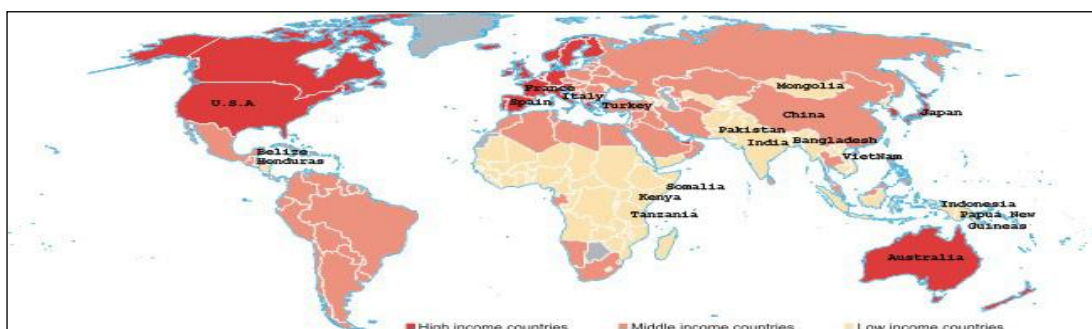 Mongolia
U.S.A
France
Italy
Spain
Turkey
China
Japan
Pakistan
India
Bangladesh
VietNam
Belize
Honduras
Somalia
Kenya
Tanzania
Indonesia
Papua New
Guineas
Australia
High income countries
Middle income countries
Low income countries